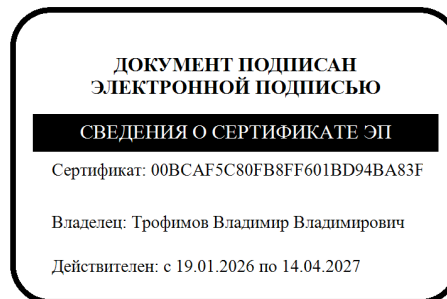 ДОКУМЕНТ ПОДПИСАН
ЭЛЕКТРОННОЙ ПОДПИСЬЮ
СВЕДЕНИЯ О СЕРТИФИКАТЕ ЭП
Сертификат: 00BCAF5C80FB8FF601BD94BA83F
Владелец: Трофимов Владимир Владимирович
Действителен: с 19.01.2026 по 14.04.2027